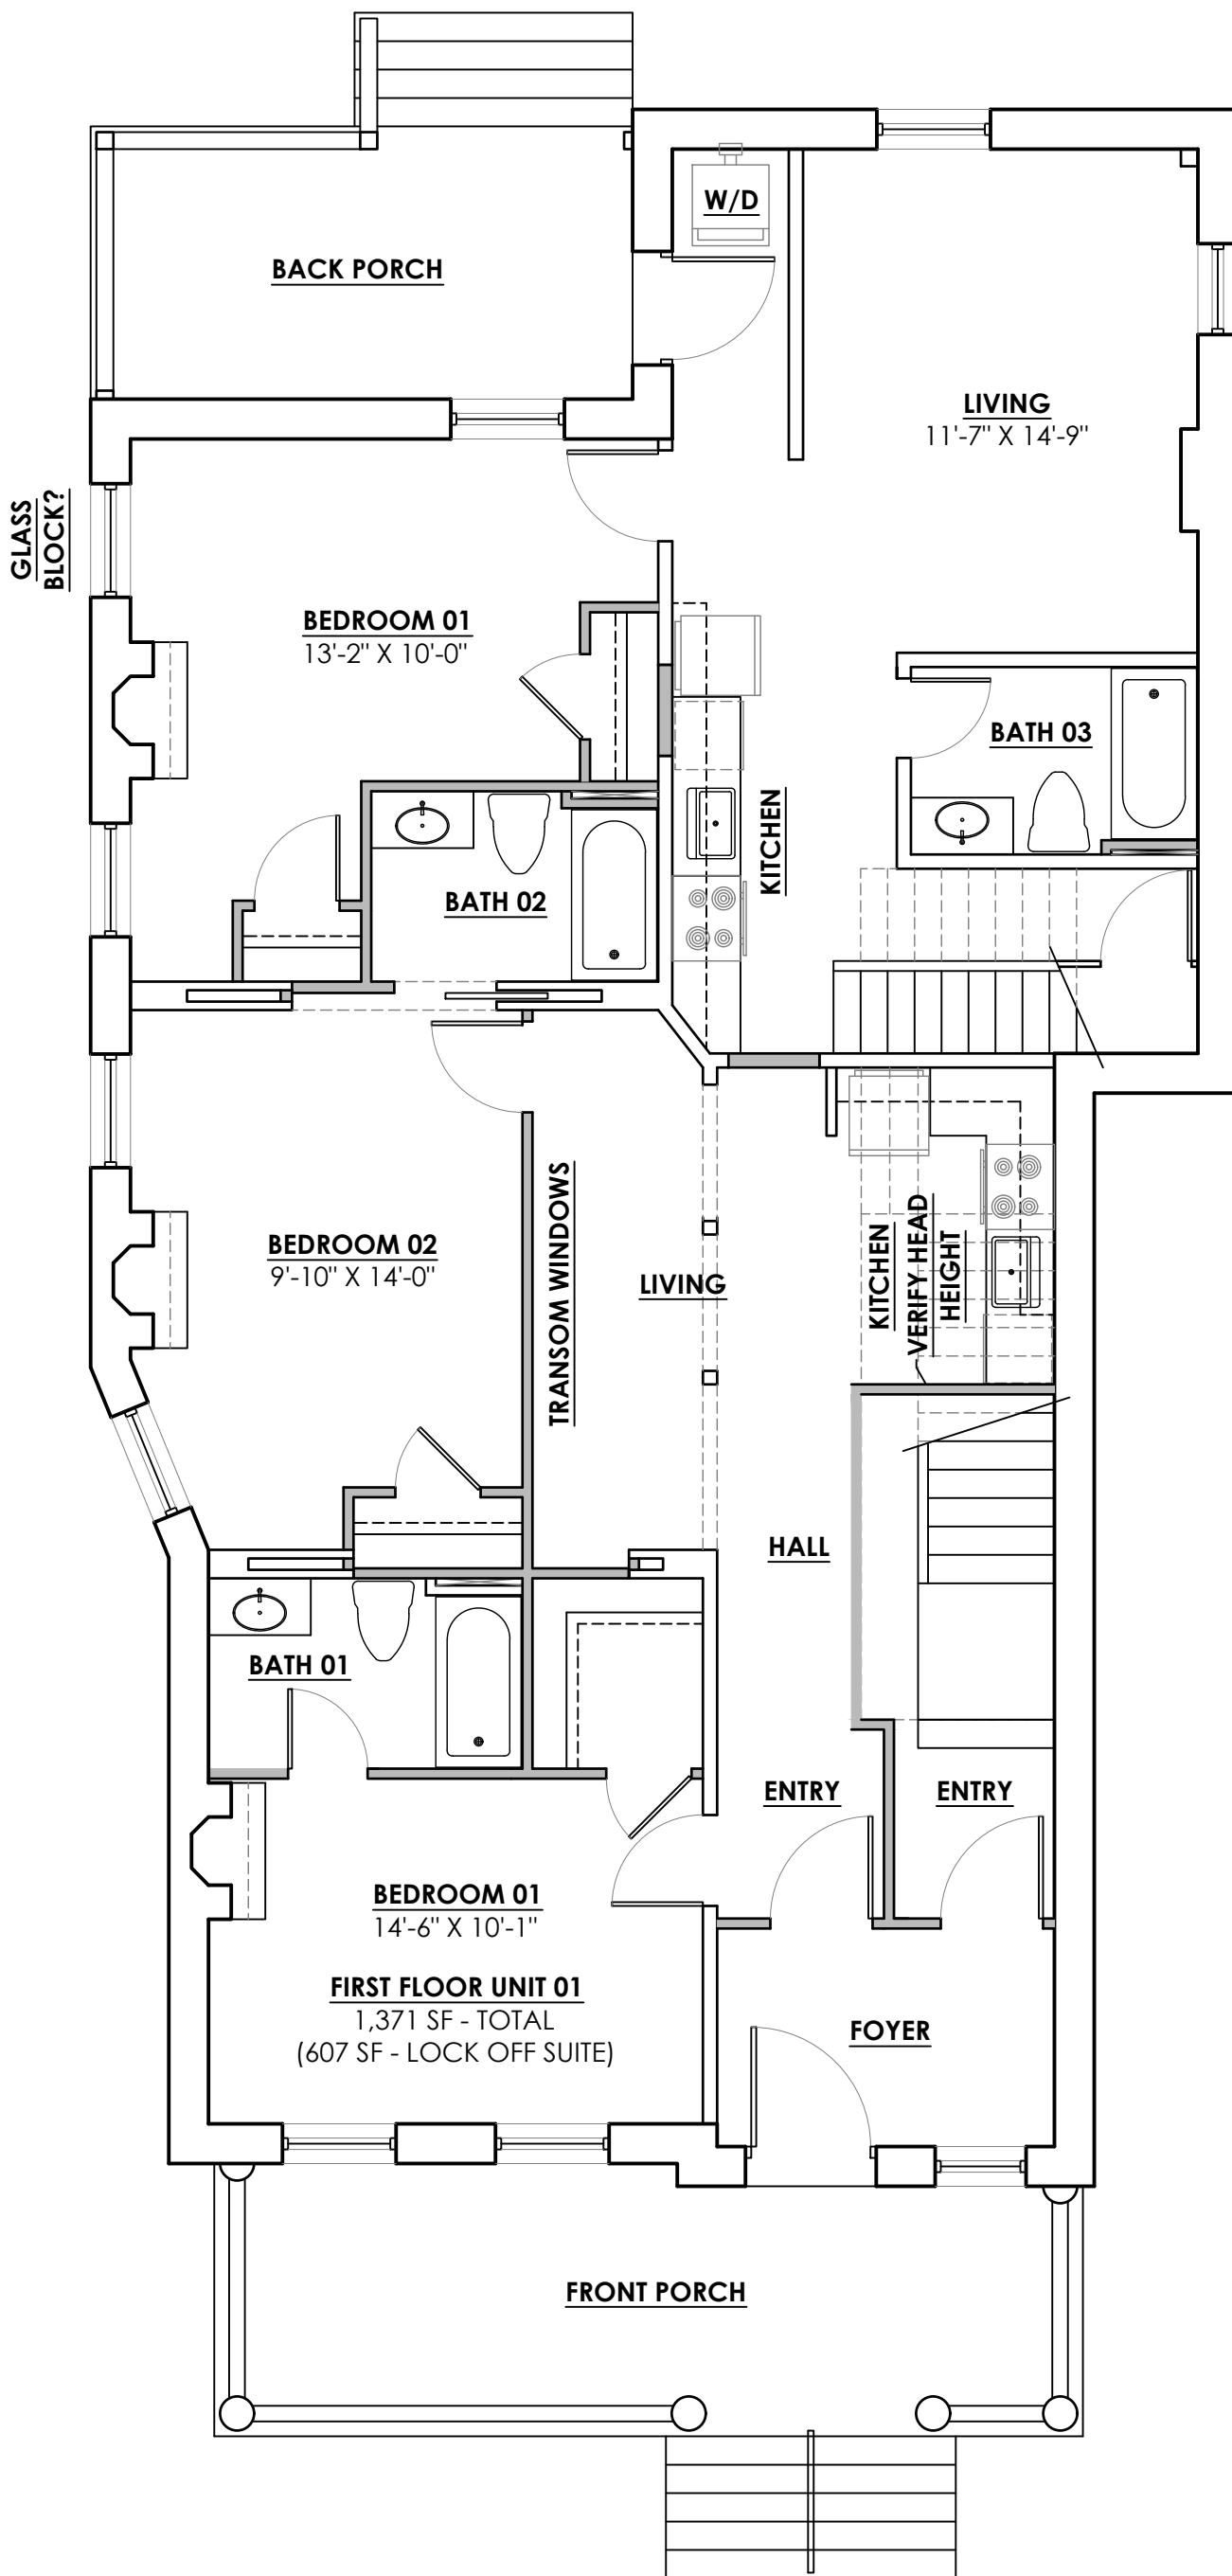 W/D
BACK PORCH
LIVING
11'-7" X 14'-9"
GLASS
BLOCK?
BEDROOM 01
13'-2" X 10'-0"
BATH 03
KITCHEN
BATH 02
BEDROOM 02
9'-10" X 14'-0"
TRANSOM WINDOWS
LIVING
KITCHEN
VERIFY HEAD
HEIGHT
HALL
BATH 01
ENTRY
ENTRY
BEDROOM 01
14'-6" X 10'-1"
FIRST FLOOR UNIT 01
1,371 SF - TOTAL
(607 SF - LOCK OFF SUITE)
FOYER
FRONT PORCH